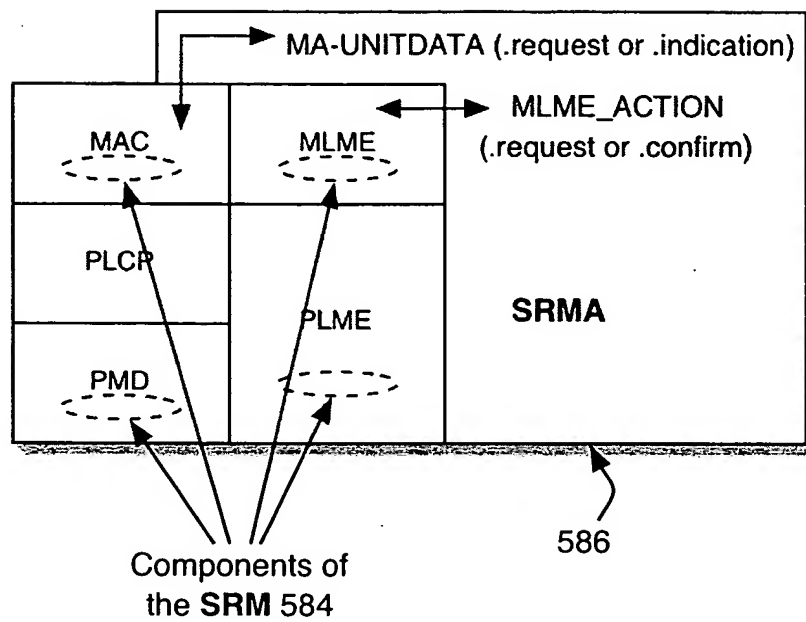 MA-UNITDATA (.request or .indication)
MAC
MLME
MLME_ACTION
(.request or .confirm)
PLCP
PLME
SRMA
PMD
586
Components of
the SRM 584